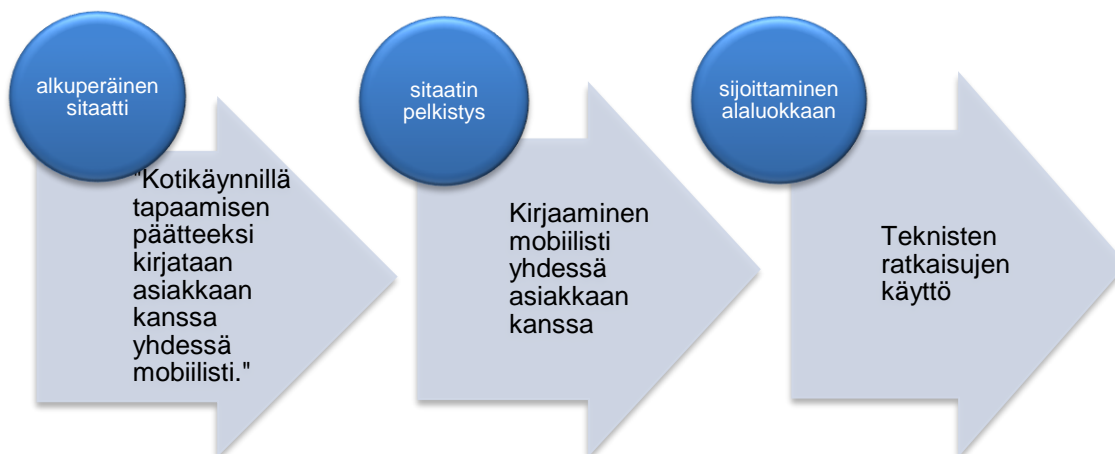 alkuperäinen
sitaatti
"Kotikäynnillä
tapaamisen
päätteeksi
kirjataan
asiakkaan
kanssa
yhdessä
mobiilisti."
sitaatin
pelkistys
Kirjaaminen
mobiilisti
yhdessä
asiakkaan
kanssa
sijoittaminen
alaluokkaan
Teknisten
ratkaisujen
käyttö